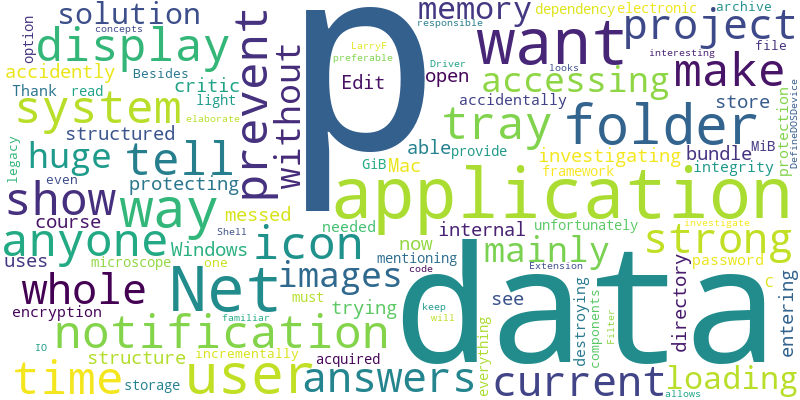 option
solution
concepts
responsible
memory
dependency
electronic
archive
LarryF
preferable
project
file
display
Besides
accidently
critic
prevent
without
p
Edit
open
Driver
want
looks
interesting
make
Thank
read
light
system
elaborate
structured
accessing
accidentally
store
tray
folder
DefineDOSDevice
legacy
huge
tell
able
provide
investigating
bundle
MiB
protection
even
protecting
GiB
Mac
framework
integrity
show
way
application
course
messed
needed
now
internal
unfortunately
investigate
anyone
Windows
Shell
icon
mentioning
mainly
strong
uses
microscope
one
code
see
Extension
password
c
whole
Net
images
must
trying
data
destroying
components
Filter
directory
entering
encryption
familiar
keep
will
IO
notification
everything
structure
incrementally
acquired
time
storage
user
answers
current
loading
allows